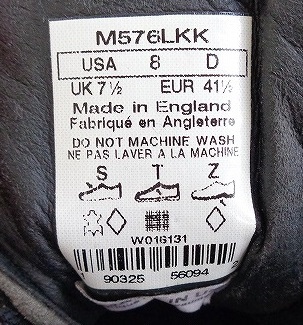 M576LKK
USA 8 D
UK 7½ EUR 41½
Made in England
Fabriqué en Angleterre
DO NOT MACHINE WASH
NE PAS LAVER A LA MACHINE
S T Z
W016131
90325 56094